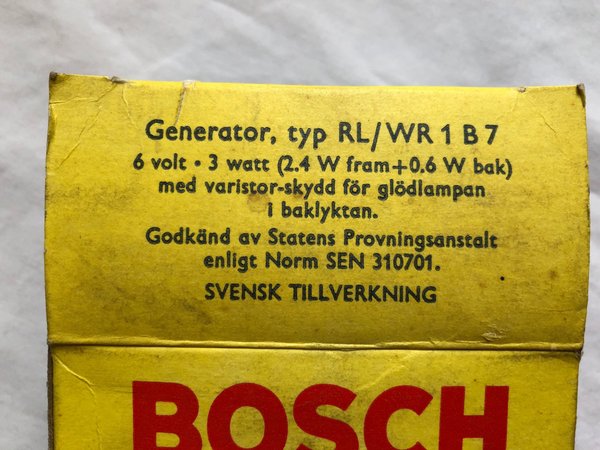 Generator, typ RL/WR 1 B 7
6 volt • 3 watt (2.4 W fram+0.6 W bak)
med varistor-skydd för glödlampan
i baklyktan.
Godkänd av Statens Provningsanstalt
enligt Norm SEN 310701.
SVENSK TILLVERKNING
BOSCH